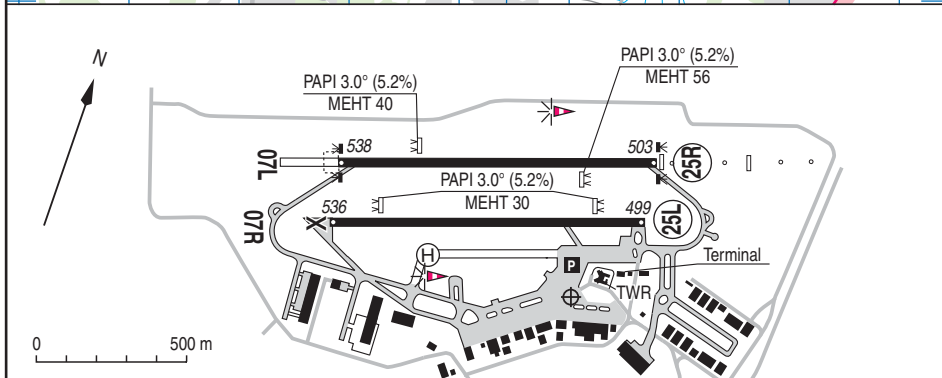 N
PAPI 3.0° (5.2%)
MEHT 40
PAPI 3.0° (5.2%)
MEHT 56
07L
538
503
25R
PAPI 3.0° (5.2%)
MEHT 30
07R
X
536
499
25L
H
P
Terminal
TWR
0
500 m